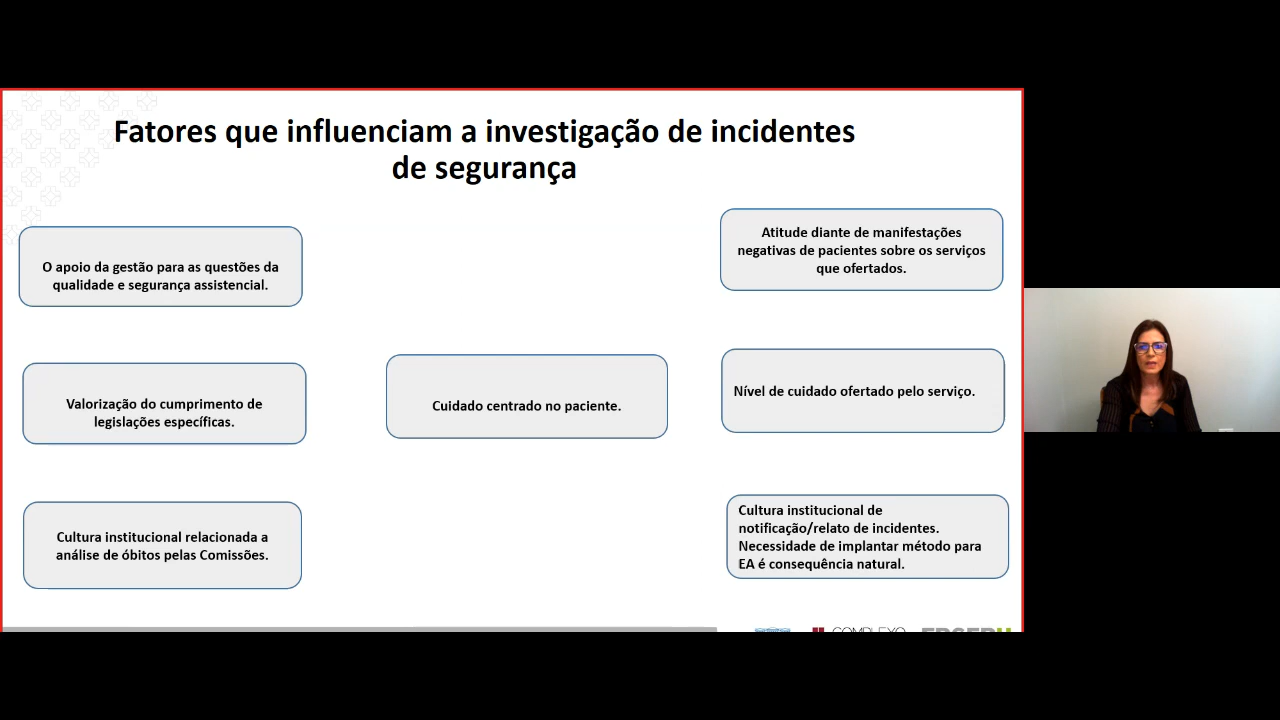 Fatores que influenciam a investigação de incidentes
de segurança
O apoio da gestão para as questões da
qualidade e segurança assistencial.
Valorização do cumprimento de
legislações específicas.
Cultura institucional relacionada a
análise de óbitos pelas Comissões.
Cuidado centrado no paciente.
Atitude diante de manifestações
negativas de pacientes sobre os serviços
que ofertados.
Nível de cuidado ofertado pelo serviço.
Cultura institucional de
notificação/relato de incidentes.
Necessidade de implantar método para
EA é consequência natural.
COMPLEXO
EBSERH